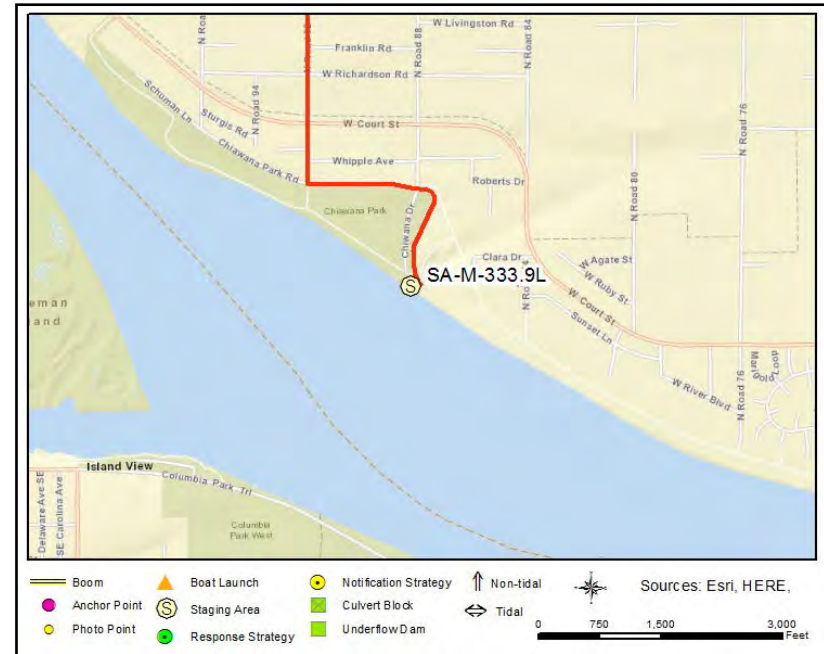 W Livingston Rd
N Road 88
N Road 84
Franklin Rd
W Richardson Rd
N Road 76
Schuman Ln
Sturgis Rd
N Road 94
W Court St
Whipple Ave
Chiawana Park Rd
Roberts Dr
N Road 80
Chiawana Park
Chiwana Dr
Clara Dr
W Agate St
SA-M-333.9L
S
W Ruby St
W Court St
Sunset Ln
W River Blvd
N Road 76
Island View
Columbia Park Trl
Delaware Ave SE
SE Carolina Ave
Columbia
Park West
Boom
Boat Launch
Notification Strategy
Non-tidal
Sources: Esri, HERE,
Anchor Point
S
Staging Area
Culvert Block
Tidal
Photo Point
Response Strategy
Underflow Dam
0 750 1,500 3,000
Feet